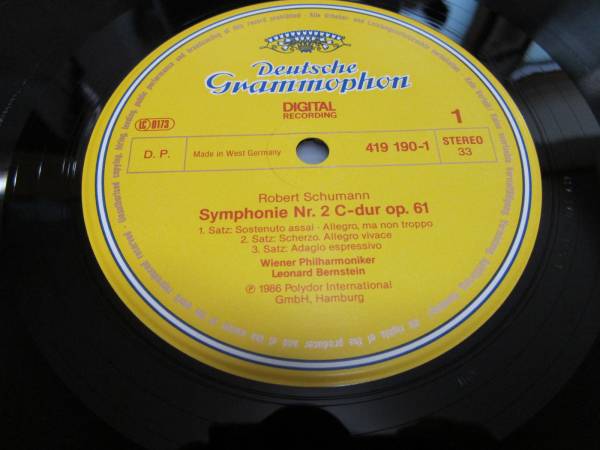 Deutsche
Grammophon
DIGITAL
RECORDING
1
LC 0173
D. P.
Made in West Germany
419 190-1
STEREO
33
Robert Schumann
Symphonie Nr. 2 C-dur op. 61
1. Satz: Sostenuto assai · Allegro, ma non troppo
2. Satz: Scherzo. Allegro vivace
3. Satz: Adagio espressivo
Wiener Philharmoniker
Leonard Bernstein
℗ 1986 Polydor International
GmbH, Hamburg